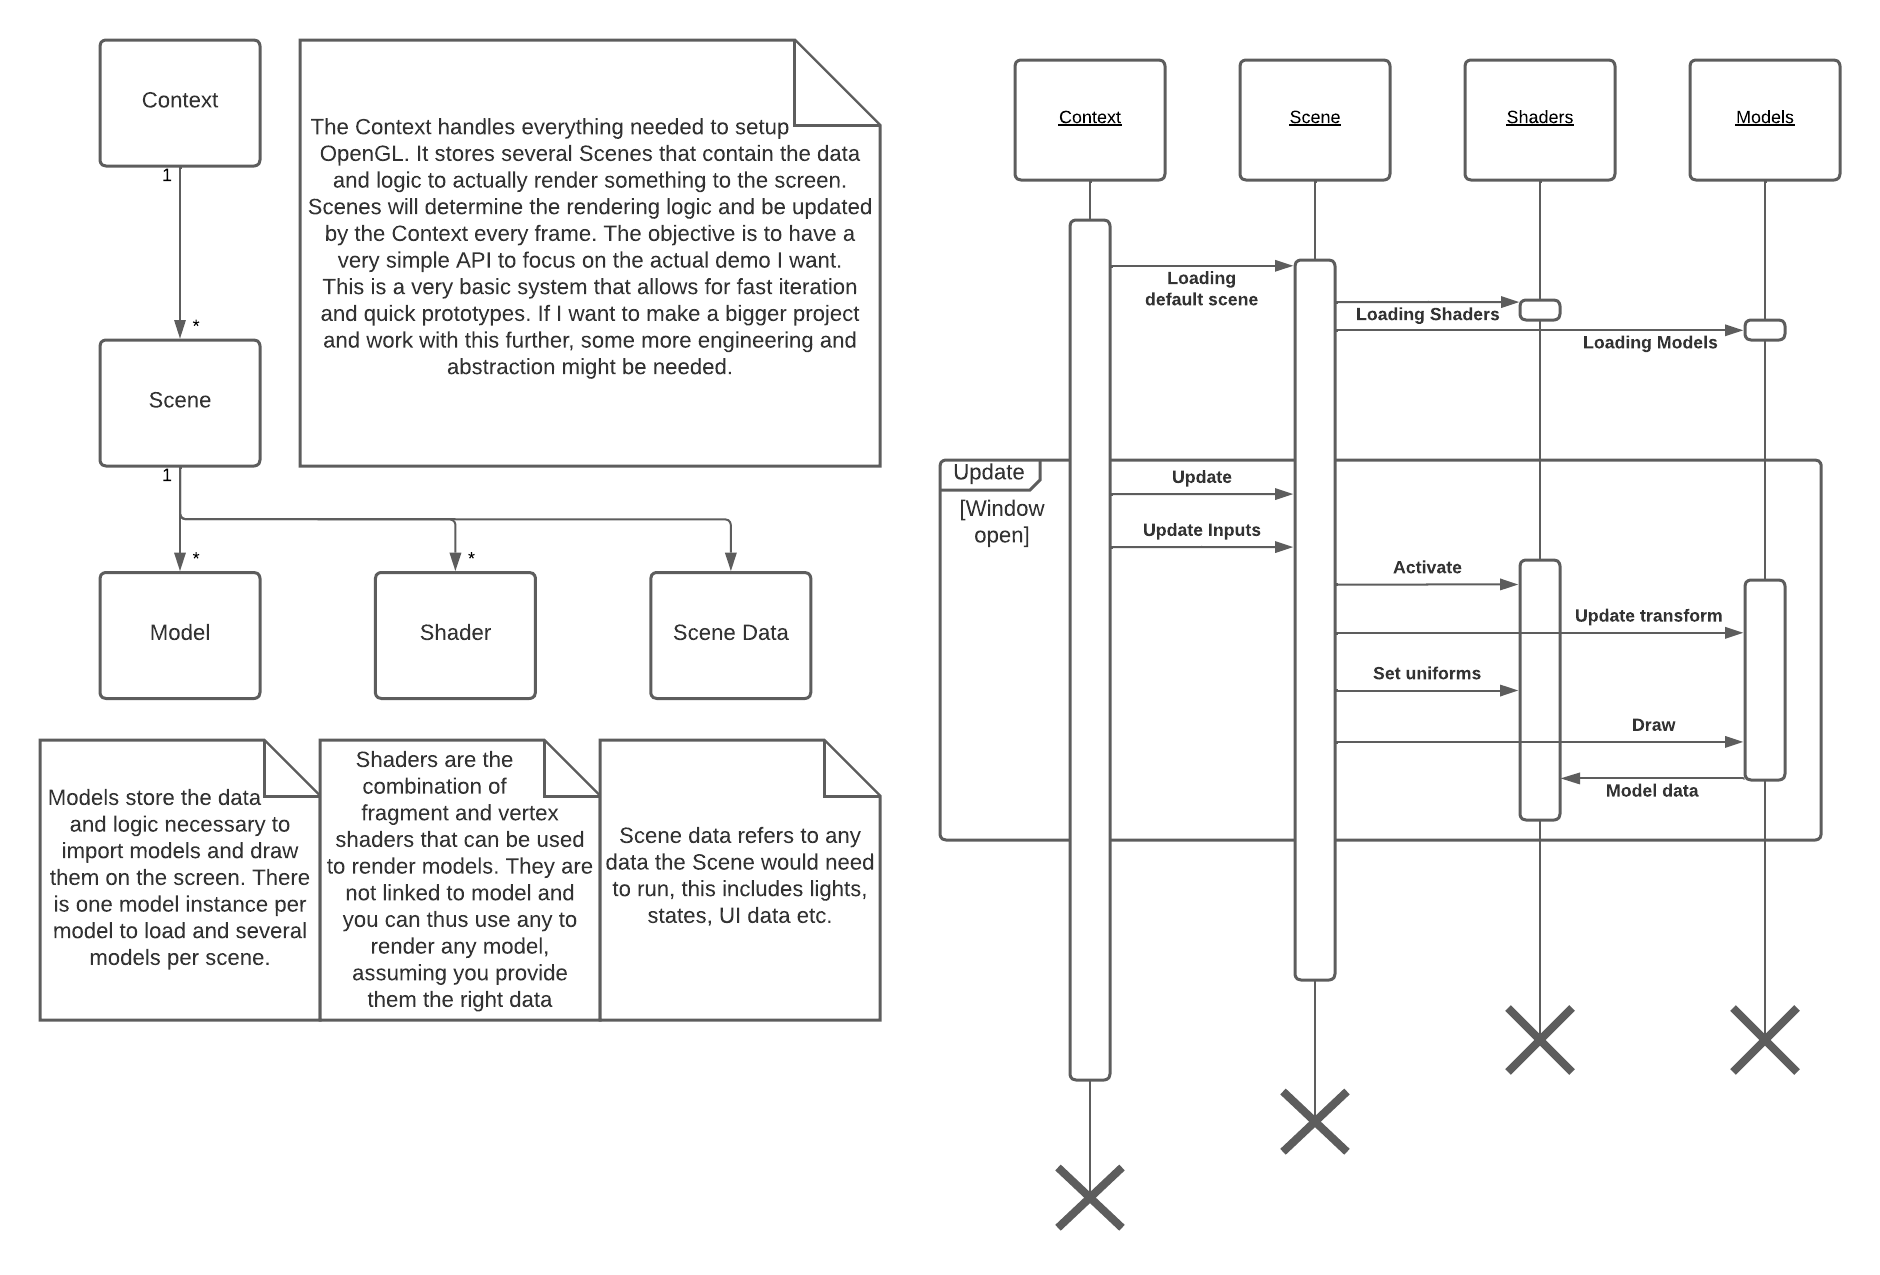 Context
1
*
Scene
1
*
*
Model
Shader
Scene Data
The Context handles everything needed to setup
OpenGL. It stores several Scenes that contain the data
and logic to actually render something to the screen.
Scenes will determine the rendering logic and be updated
by the Context every frame. The objective is to have a
very simple API to focus on the actual demo I want.
This is a very basic system that allows for fast iteration
and quick prototypes. If I want to make a bigger project
and work with this further, some more engineering and
abstraction might be needed.
Models store the data
and logic necessary to
import models and draw
them on the screen. There
is one model instance per
model to load and several
models per scene.
Shaders are the
combination of
fragment and vertex
shaders that can be used
to render models. They are
not linked to model and
you can thus use any to
render any model,
assuming you provide
them the right data
Scene data refers to any
data the Scene would need
to run, this includes lights,
states, UI data etc.
Context
Scene
Shaders
Models
Loading
default scene
Loading Shaders
Loading Models
Update
[Window
open]
Update
Update Inputs
Activate
Update transform
Set uniforms
Draw
Model data